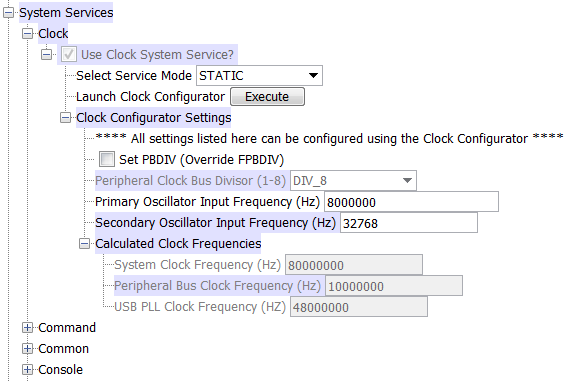 System Services
Clock
Use Clock System Service?
Select Service Mode STATIC
Launch Clock Configurator Execute
Clock Configurator Settings
**** All settings listed here can be configured using the Clock Configurator ****
Set PBDIV (Override FPBDIV)
Peripheral Clock Bus Divisor (1-8) DIV_8
Primary Oscillator Input Frequency (Hz) 8000000
Secondary Oscillator Input Frequency (Hz) 32768
Calculated Clock Frequencies
System Clock Frequency (Hz) 80000000
Peripheral Bus Clock Frequency (Hz) 10000000
USB PLL Clock Frequency (HZ) 48000000
Command
Common
Console